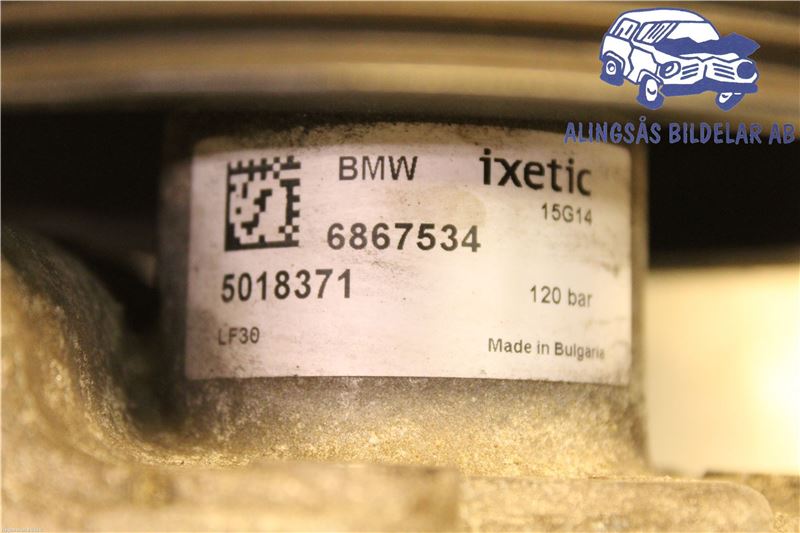 ALINGSÅS BILDELAR AB
BMW ixetic
15G14
6867534
5018371
120 bar
LF30
Made in Bulgaria